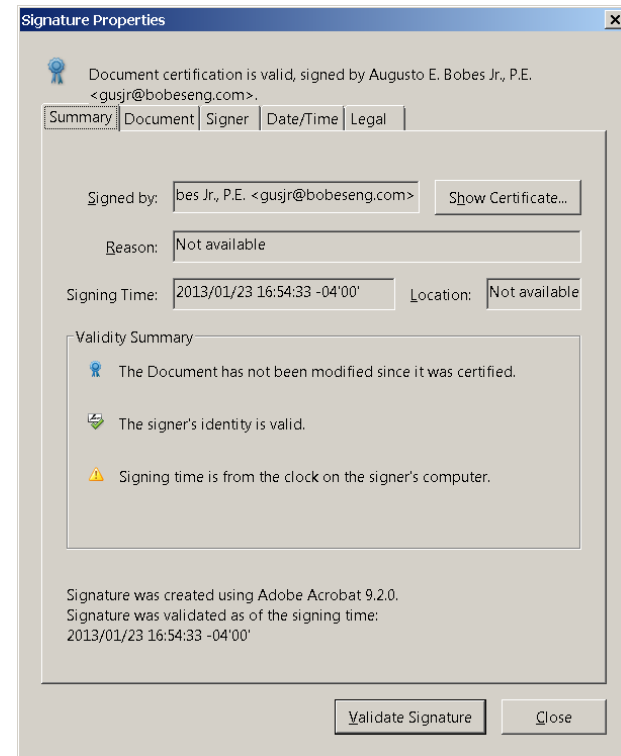 Signature Properties
Document certification is valid, signed by Augusto E. Bobes Jr., P.E.
<gusjr@bobeseng.com>.
Summary Document Signer Date/Time Legal
Signed by: bes Jr., P.E. <gusjr@bobeseng.com> Show Certificate...
Reason: Not available
Signing Time: 2013/01/23 16:54:33 -04'00' Location: Not available
Validity Summary
The Document has not been modified since it was certified.
The signer's identity is valid.
Signing time is from the clock on the signer's computer.
Signature was created using Adobe Acrobat 9.2.0.
Signature was validated as of the signing time:
2013/01/23 16:54:33 -04'00'
Validate Signature Close